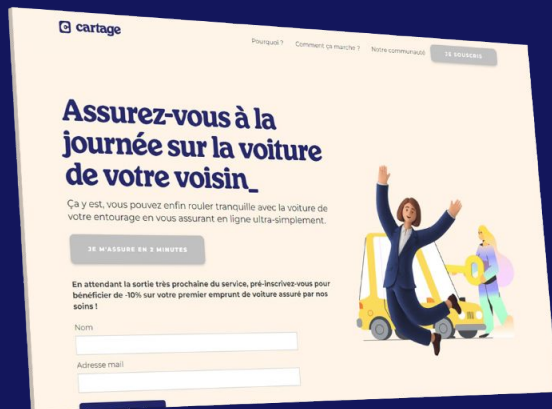 cartage
Pourquoi ? Comment ça marcher ? Notre communauté JE SOUSCRIS
Assurez-vous à la
journée sur la voiture
de votre voisin_
Ça y est, vous pouvez enfin rouler tranquille avec la voiture de
votre entourage en vous assurant en ligne ultra-simplement.
JE M'ASSURE EN 3 MINUTES
En attendant la sortie très prochaine du service, pré-inscrivez-vous pour
bénéficier de -10% sur votre premier emprunt de voiture assuré par nos
soins !
Nom
Adresse mail